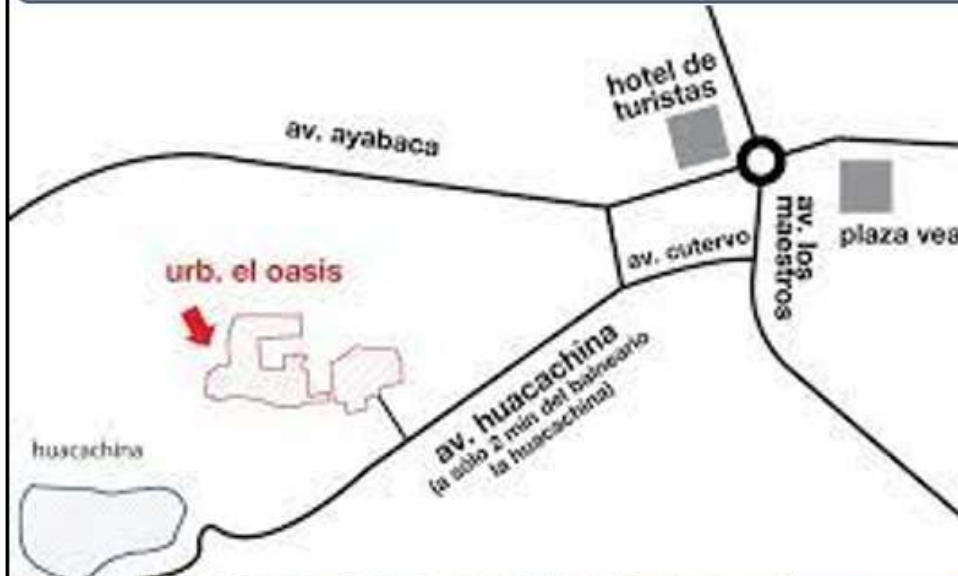 hotel de
turistas
av. ayabaca
av. cutervo
av. los
maestros
plaza vea
urb. el oasis
av. huacachina
(a sólo 2 min del balneario
la huacachina)
huacachina